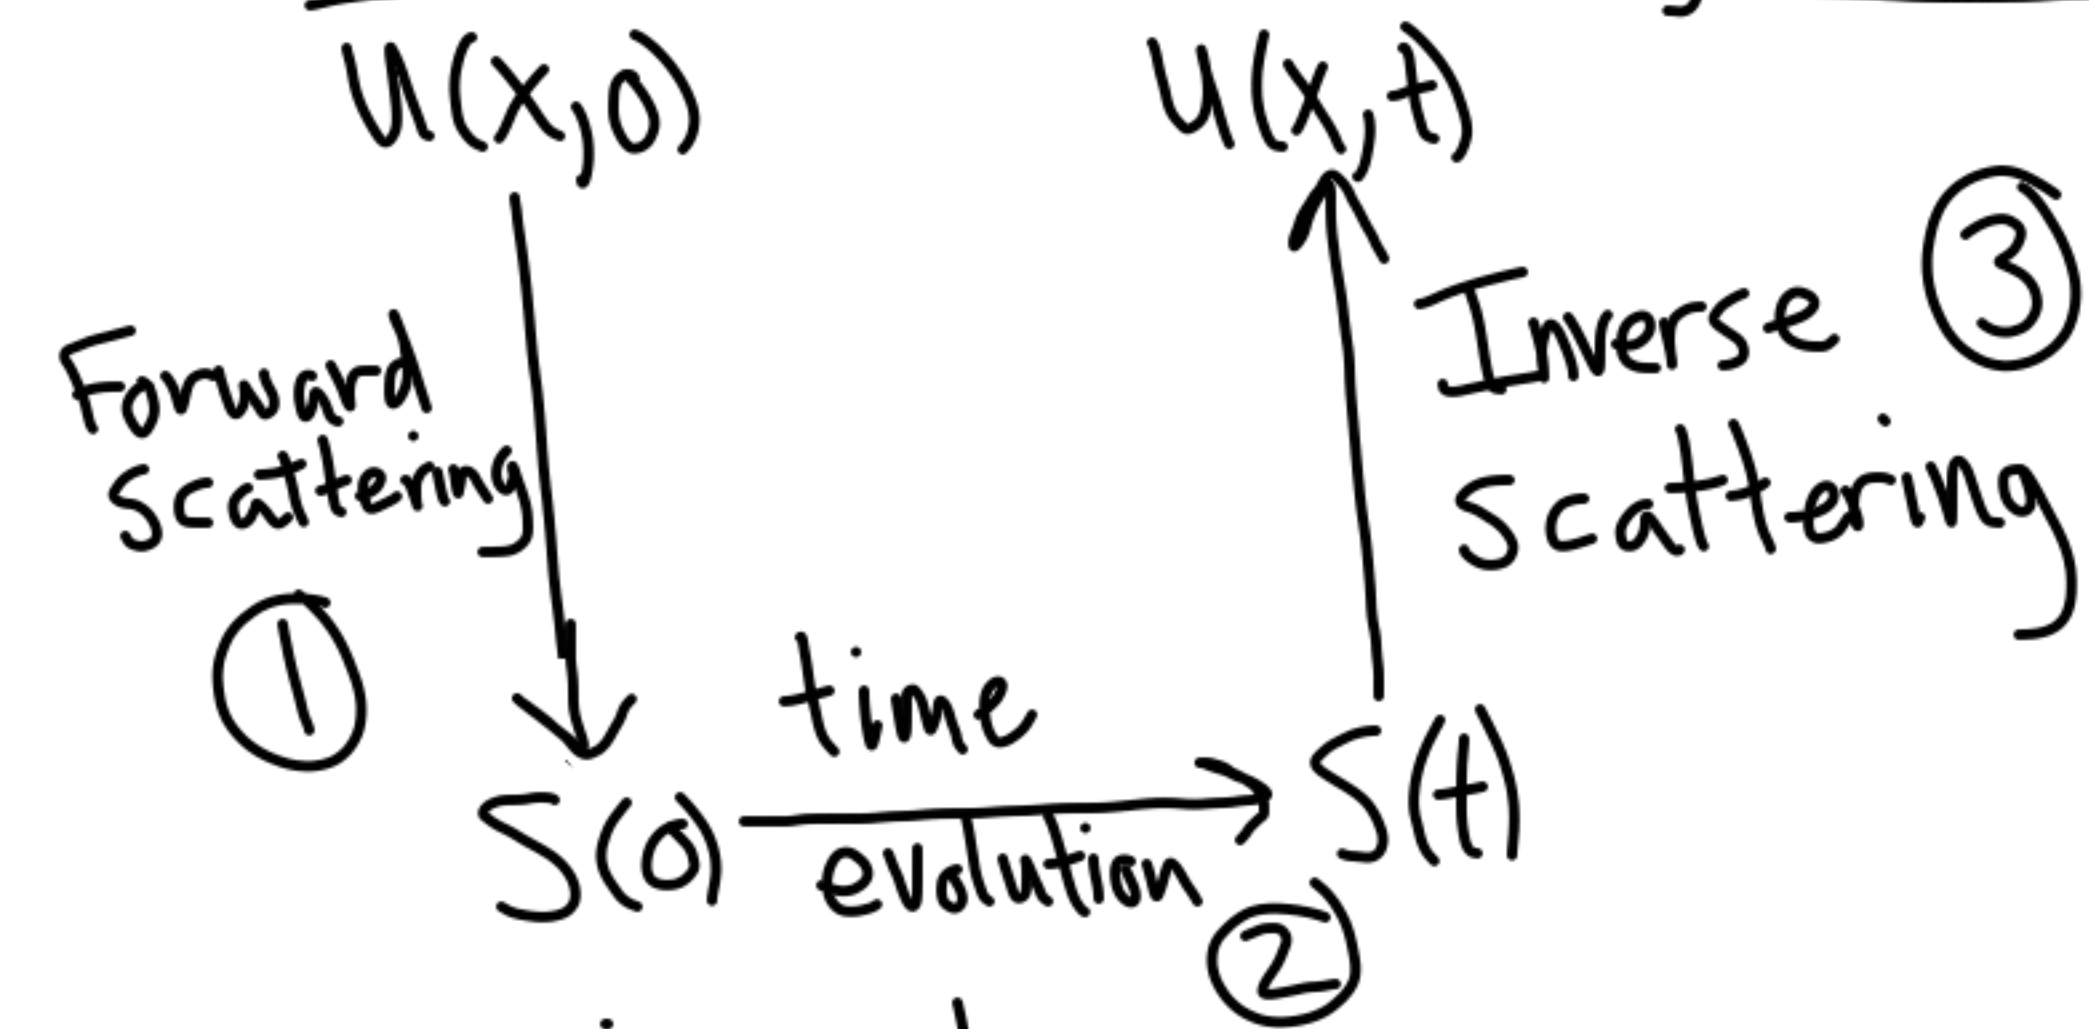 u(x,0)
u(x,t)
3
Inverse
Scattering
Forward
Scattering
1
time
S(0)
S(t)
evolution
2